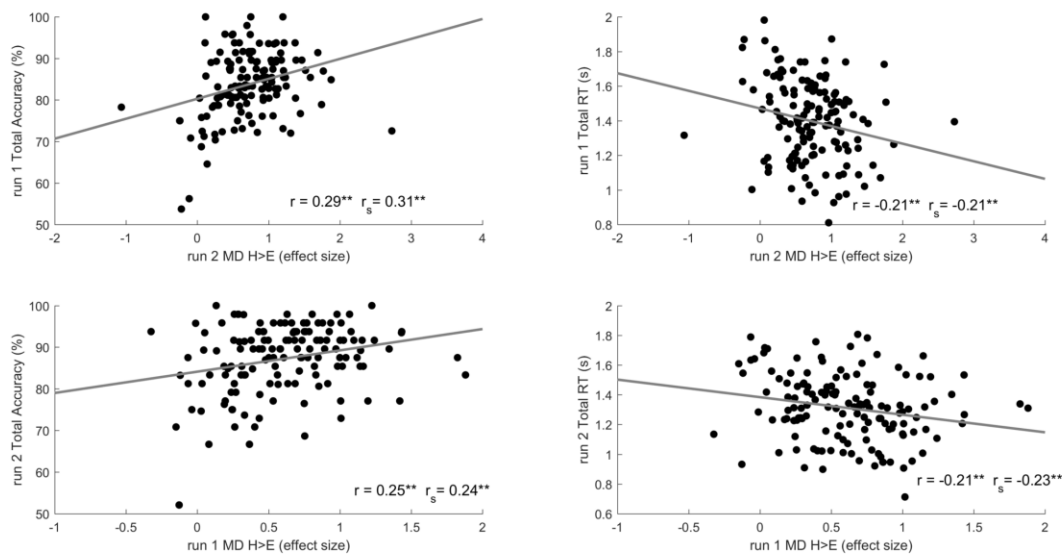 100
90
80
70
60
50
run 1 Total Accuracy (%)
r = 0.29** rs = 0.31**
-2 -1 0 1 2 3 4
run 2 MD H>E (effect size)
2
1.8
1.6
1.4
1.2
1
0.8
run 1 Total RT (s)
r = -0.21** rs = -0.21**
-2 -1 0 1 2 3 4
run 2 MD H>E (effect size)
100
90
80
70
60
50
run 2 Total Accuracy (%)
r = 0.25** rs = 0.24**
-1 -0.5 0 0.5 1 1.5 2
run 1 MD H>E (effect size)
2
1.8
1.6
1.4
1.2
1
0.8
0.6
run 2 Total RT (s)
r = -0.21** rs = -0.23**
-1 -0.5 0 0.5 1 1.5 2
run 1 MD H>E (effect size)